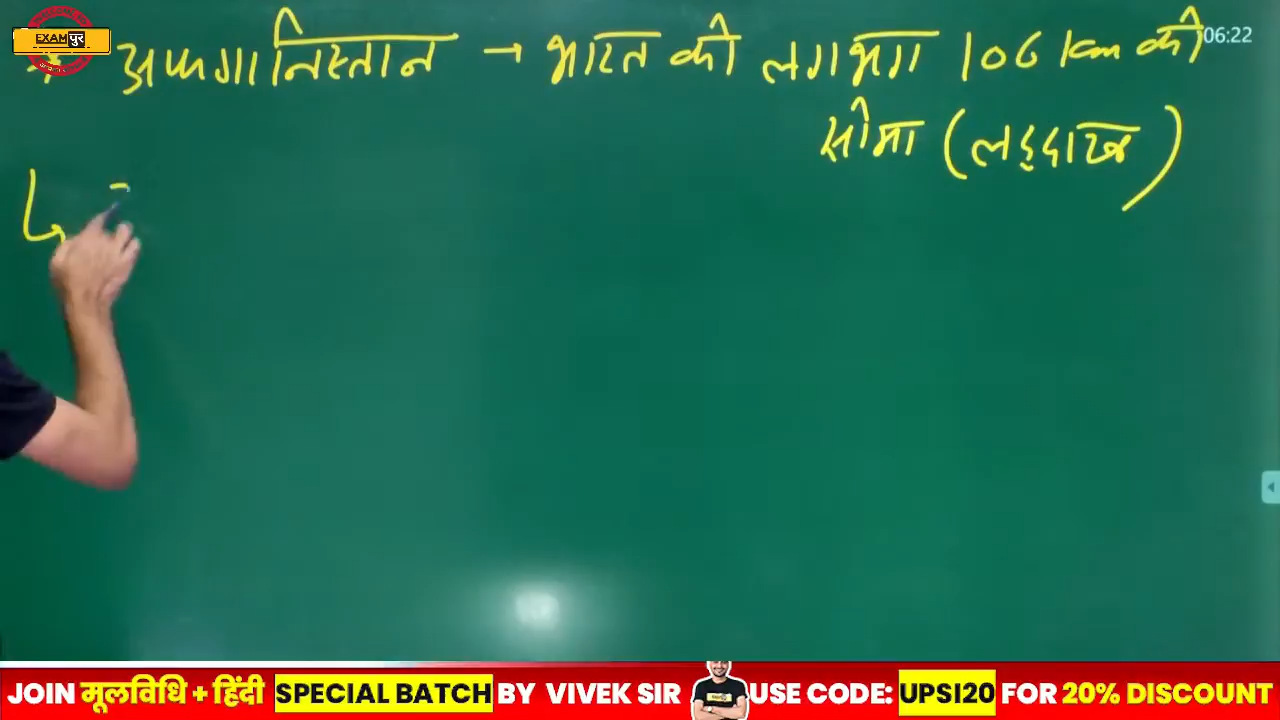 EXAMपुर
* अफगानिस्तान → भारत की लगभग 106 km की
06:22
सीमा (लद्दाख)
JOIN मूलविधि + हिंदी SPECIAL BATCH BY VIVEK SIR USE CODE: UPSI20 FOR 20% DISCOUNT